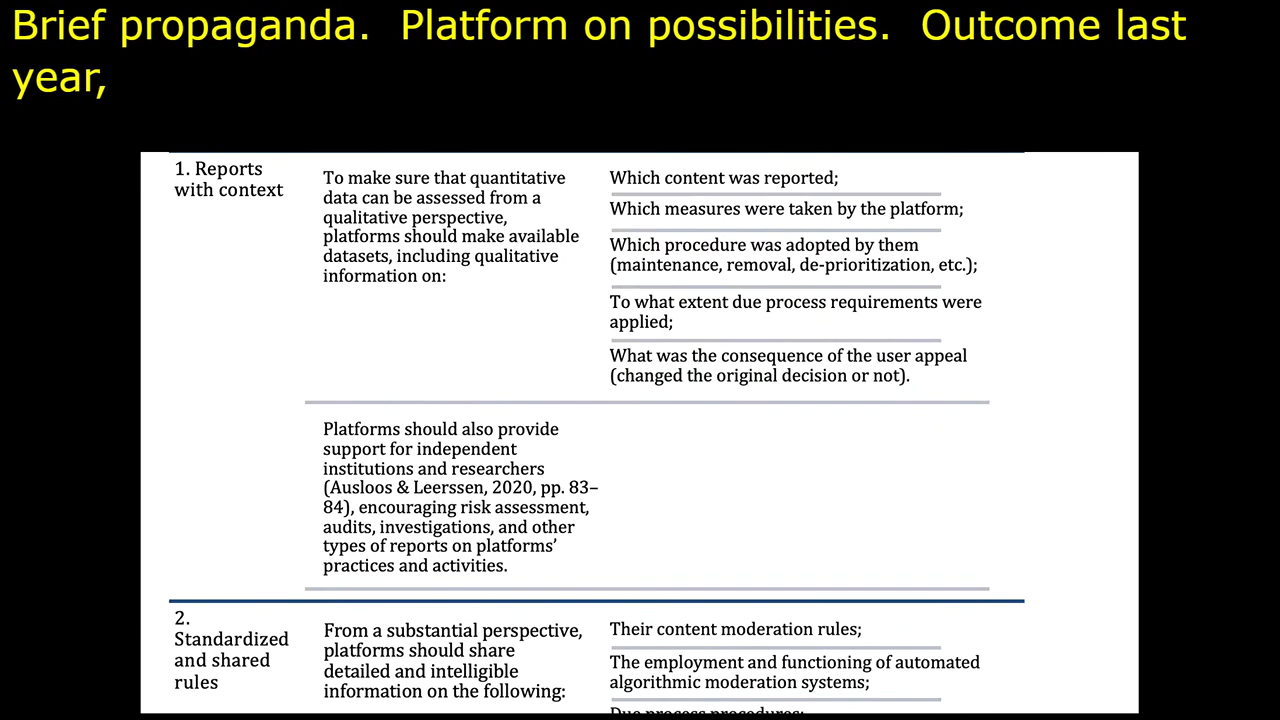 Brief propaganda.  Platform on possibilities.  Outcome last
year,
1. Reports
with context
To make sure that quantitative
data can be assessed from a
qualitative perspective,
platforms should make available
datasets, including qualitative
information on:
Which content was reported;
Which measures were taken by the platform;
Which procedure was adopted by them
(maintenance, removal, de-prioritization, etc.);
To what extent due process requirements were
applied;
What was the consequence of the user appeal
(changed the original decision or not).
Platforms should also provide
support for independent
institutions and researchers
(Ausloos & Leerssen, 2020, pp. 83–
84), encouraging risk assessment,
audits, investigations, and other
types of reports on platforms’
practices and activities.
2.
Standardized
and shared
rules
From a substantial perspective,
platforms should share
detailed and intelligible
information on the following:
Their content moderation rules;
The employment and functioning of automated
algorithmic moderation systems;
Due process procedures;